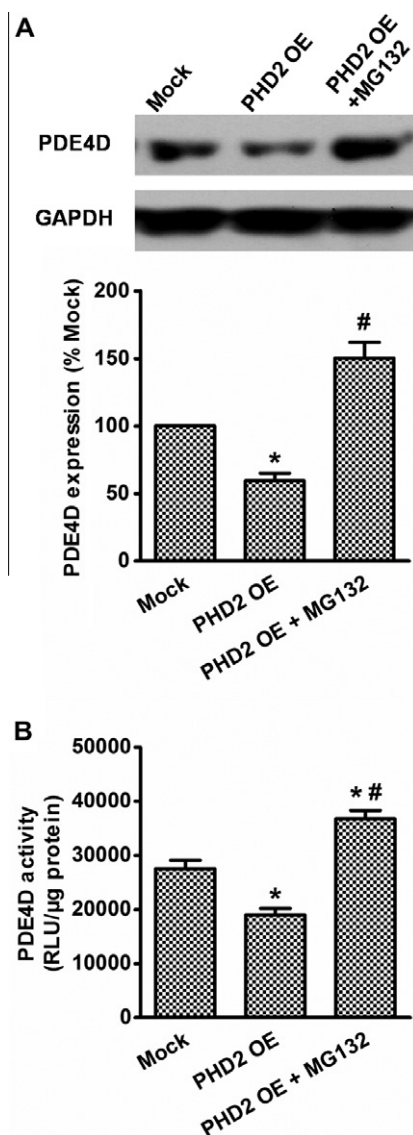 A
Mock
PHD2 OE
PHD2 OE
+MG132
PDE4D
GAPDH
PDE4D expression (% Mock)
200
150
100
50
0
*
#
Mock
PHD2 OE
PHD2 OE + MG132
B
PDE4D activity
(RLU/µg protein)
50000
40000
30000
20000
10000
0
*
* #
Mock
PHD2 OE
PHD2 OE + MG132